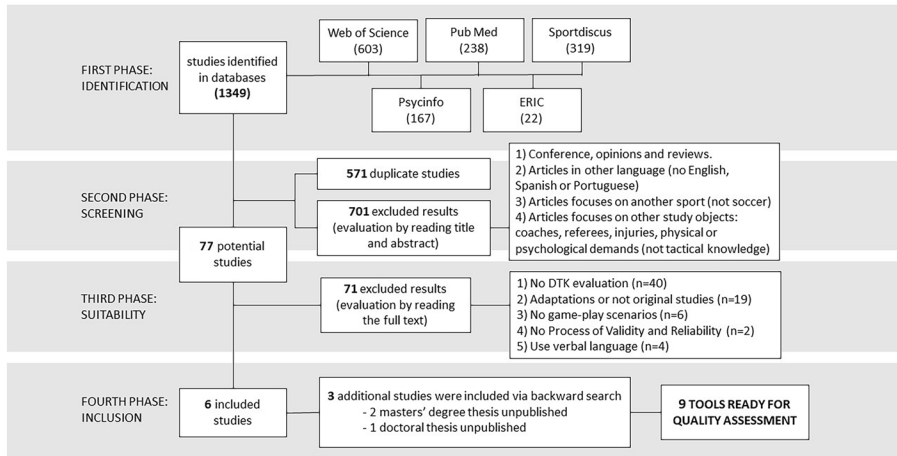 FIRST PHASE:
IDENTIFICATION
studies identified
in databases
(1349)
Web of Science
(603)
Pub Med
(238)
Sportdiscus
(319)
Psycinfo
(167)
ERIC
(22)
SECOND PHASE:
SCREENING
571 duplicate studies
701 excluded results
(evaluation by reading title
and abstract)
1) Conference, opinions and reviews.
2) Articles in other language (no English,
Spanish or Portuguese)
3) Articles focuses on another sport (not soccer)
4) Articles focuses on other study objects:
coaches, referees, injuries, physical or
psychological demands (not tactical knowledge)
77 potential
studies
THIRD PHASE:
SUITABILITY
71 excluded results
(evaluation by reading
the full text)
1) No DTK evaluation (n=40)
2) Adaptations or not original studies (n=19)
3) No game-play scenarios (n=6)
4) No Process of Validity and Reliability (n=2)
5) Use verbal language (n=4)
FOURTH PHASE:
INCLUSION
6 included
studies
3 additional studies were included via backward search
- 2 masters' degree thesis unpublished
- 1 doctoral thesis unpublished
9 TOOLS READY FOR
QUALITY ASSESSMENT